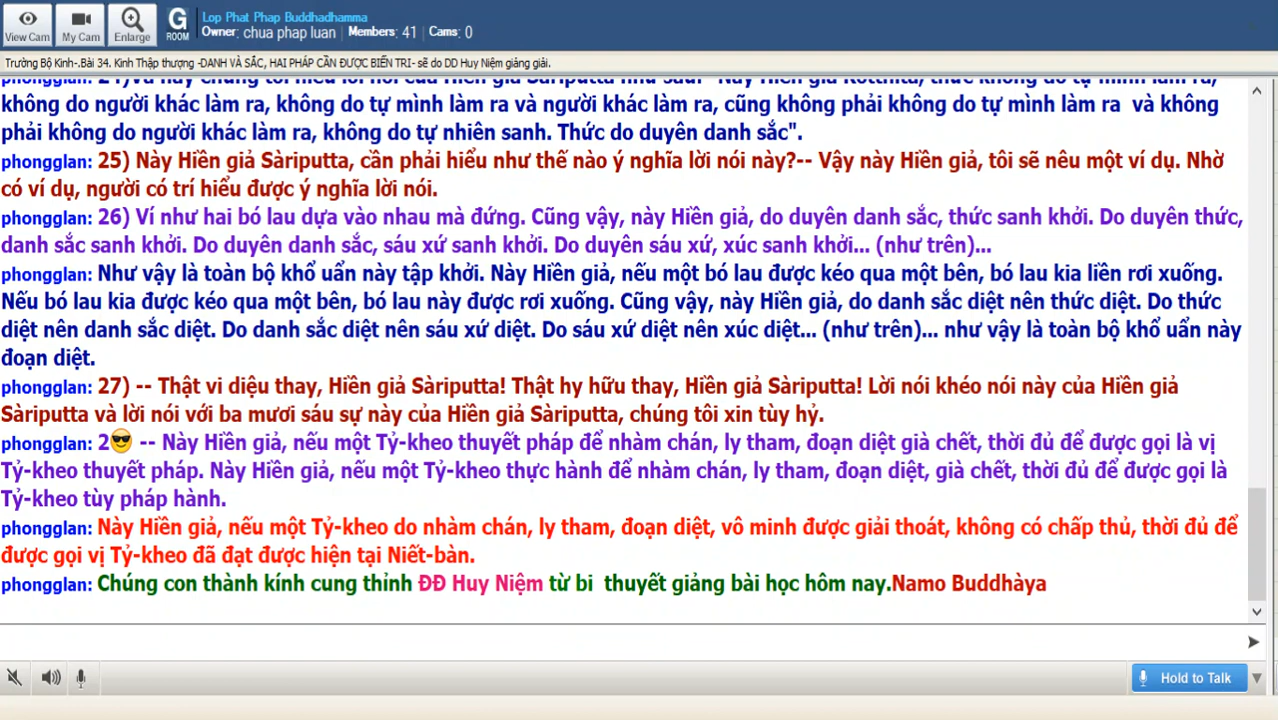 View Cam
My Cam
Enlarge
G
ROOM
Lop Phat Phap Buddhadhamma
Owner: chua phap luan | Members: 41 | Cams: 0
Trường Bộ Kinh-.Bài 34. Kinh Thập thượng -DANH VÀ SẮC, HAI PHÁP CẦN ĐƯỢC BIẾN TRI- sẽ do DD Huy Niệm giảng giải.
không do người khác làm ra, không do tự mình làm ra và người khác làm ra, cũng không phải không do tự mình làm ra và không
phải không do người khác làm ra, không do tự nhiên sanh. Thức do duyên danh sắc".
phongglan: 25) Này Hiền giả Sàriputta, cần phải hiểu như thế nào ý nghĩa lời nói này?-- Vậy này Hiền giả, tôi sẽ nêu một ví dụ. Nhờ
có ví dụ, người có trí hiểu được ý nghĩa lời nói.
phongglan: 26) Ví như hai bó lau dựa vào nhau mà đứng. Cũng vậy, này Hiền giả, do duyên danh sắc, thức sanh khởi. Do duyên thức,
danh sắc sanh khởi. Do duyên danh sắc, sáu xứ sanh khởi. Do duyên sáu xứ, xúc sanh khởi... (như trên)...
phongglan: Như vậy là toàn bộ khổ uẩn này tập khởi. Này Hiền giả, nếu một bó lau được kéo qua một bên, bó lau kia liền rơi xuống.
Nếu bó lau kia được kéo qua một bên, bó lau này được rơi xuống. Cũng vậy, này Hiền giả, do danh sắc diệt nên thức diệt. Do thức
diệt nên danh sắc diệt. Do danh sắc diệt nên sáu xứ diệt. Do sáu xứ diệt nên xúc diệt... (như trên)... như vậy là toàn bộ khổ uẩn này
đoạn diệt.
phongglan: 27) -- Thật vi diệu thay, Hiền giả Sàriputta! Thật hy hữu thay, Hiền giả Sàriputta! Lời nói khéo nói này của Hiền giả
Sàriputta và lời nói với ba mươi sáu sự này của Hiền giả Sàriputta, chúng tôi xin tùy hỷ.
phongglan: 2😎 -- Này Hiền giả, nếu một Tỷ-kheo thuyết pháp để nhàm chán, ly tham, đoạn diệt già chết, thời đủ để được gọi là vị
Tỷ-kheo thuyết pháp. Này Hiền giả, nếu một Tỷ-kheo thực hành để nhàm chán, ly tham, đoạn diệt, già chết, thời đủ để được gọi là
Tỷ-kheo tùy pháp hành.
phongglan: Này Hiền giả, nếu một Tỷ-kheo do nhàm chán, ly tham, đoạn diệt, vô minh được giải thoát, không có chấp thủ, thời đủ để
được gọi vị Tỷ-kheo đã đạt được hiện tại Niết-bàn.
phongglan: Chúng con thành kính cung thỉnh ĐĐ Huy Niệm từ bi thuyết giảng bài học hôm nay.Namo Buddhàya
Hold to Talk